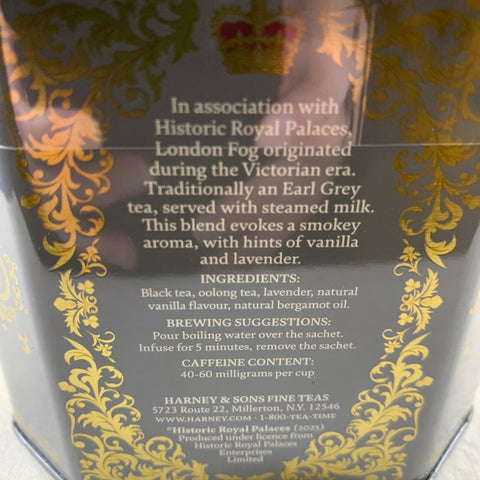 In association with
Historic Royal Palaces,
London Fog originated
during the Victorian era.
Traditionally an Earl Grey
tea, served with steamed milk.
This blend evokes a smokey
aroma, with hints of vanilla
and lavender.
INGREDIENTS:
Black tea, oolong tea, lavender, natural
vanilla flavour, natural bergamot oil.
BREWING SUGGESTIONS:
Pour boiling water over the sachet.
Infuse for 5 minutes, remove the sachet.
CAFFEINE CONTENT:
40-60 milligrams per cup
HARNEY & SONS FINE TEAS
5723 Route 22, Millerton, N.Y. 12546
WWW.HARNEY.COM · 1-800-TEA-TIME
®Historic Royal Palaces (2025)
Produced under licence from
Historic Royal Palaces
Enterprises
Limited